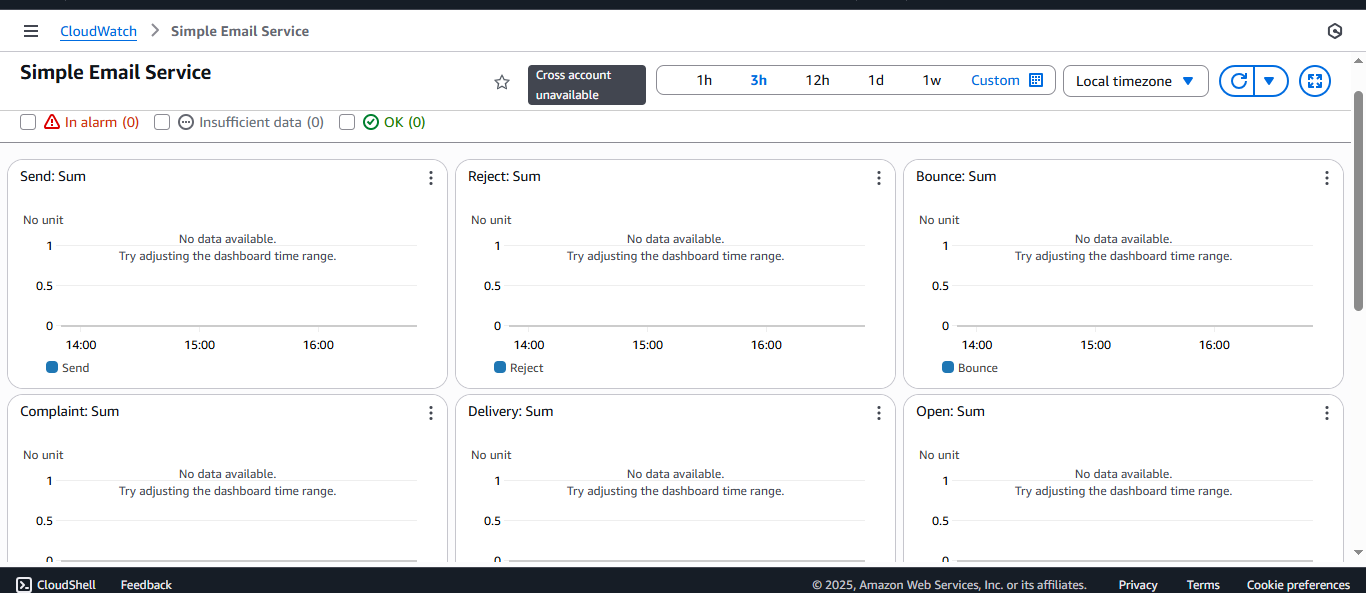 CloudWatch > Simple Email Service
Simple Email Service
Cross account
unavailable
1h 3h 12h 1d 1w Custom
Local timezone
In alarm (0) Insufficient data (0) OK (0)
Send: Sum
No unit
No data available.
Try adjusting the dashboard time range.
1
0.5
0
14:00 15:00 16:00
Send
Reject: Sum
No unit
No data available.
Try adjusting the dashboard time range.
1
0.5
0
14:00 15:00 16:00
Reject
Bounce: Sum
No unit
No data available.
Try adjusting the dashboard time range.
1
0.5
0
14:00 15:00 16:00
Bounce
Complaint: Sum
No unit
No data available.
Try adjusting the dashboard time range.
1
0.5
0
Delivery: Sum
No unit
No data available.
Try adjusting the dashboard time range.
1
0.5
0
Open: Sum
No unit
No data available.
Try adjusting the dashboard time range.
1
0.5
0
CloudShell Feedback © 2025, Amazon Web Services, Inc. or its affiliates. Privacy Terms Cookie preferences